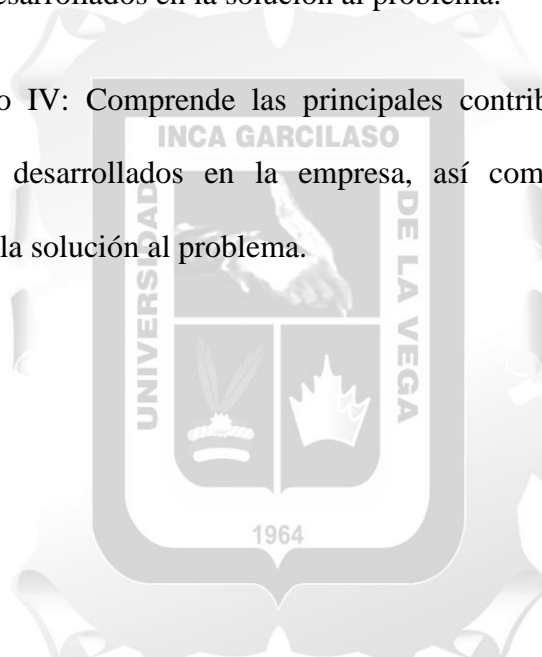 esarrollados en la solución al problema.
o IV: Comprende las principales contrib
desarrollados en la empresa, así com
la solución al problema.
INCA GARCILASO
UNIVERSIDAD
DE LA VEGA
1964